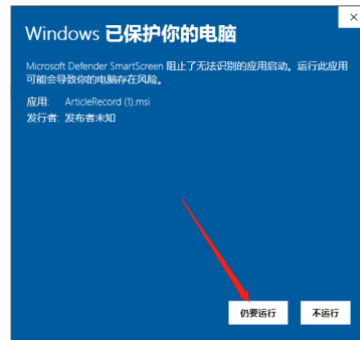 Windows 已保护你的电脑
Microsoft Defender SmartScreen 阻止了无法识别的应用启动。运行此应用
可能会导致你的电脑存在风险。
应用: ArticleRecord (1).msi
发行者: 发布者未知
仍要运行 不运行